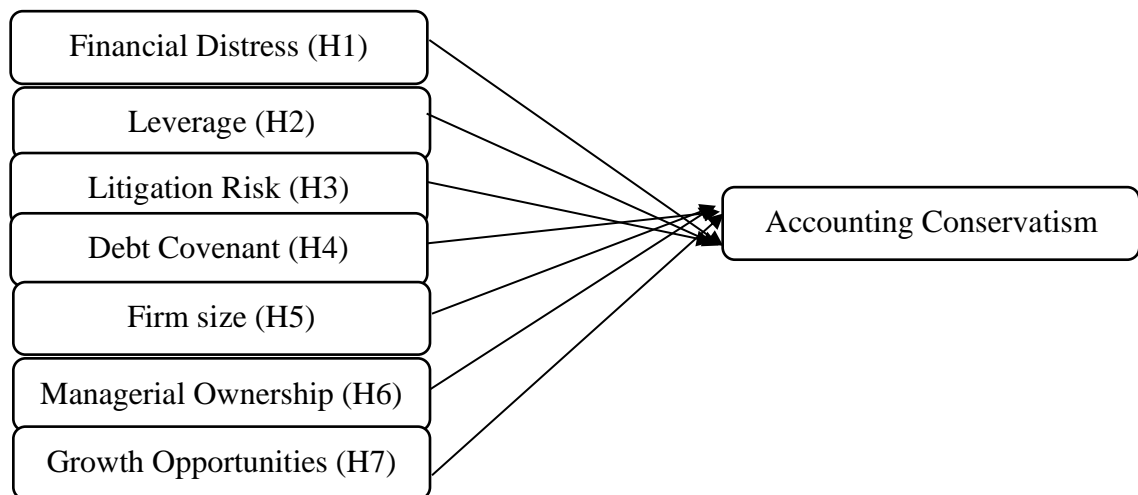 Financial Distress (H1)
Leverage (H2)
Litigation Risk (H3)
Debt Covenant (H4)
Firm size (H5)
Managerial Ownership (H6)
Growth Opportunities (H7)
Accounting Conservatism